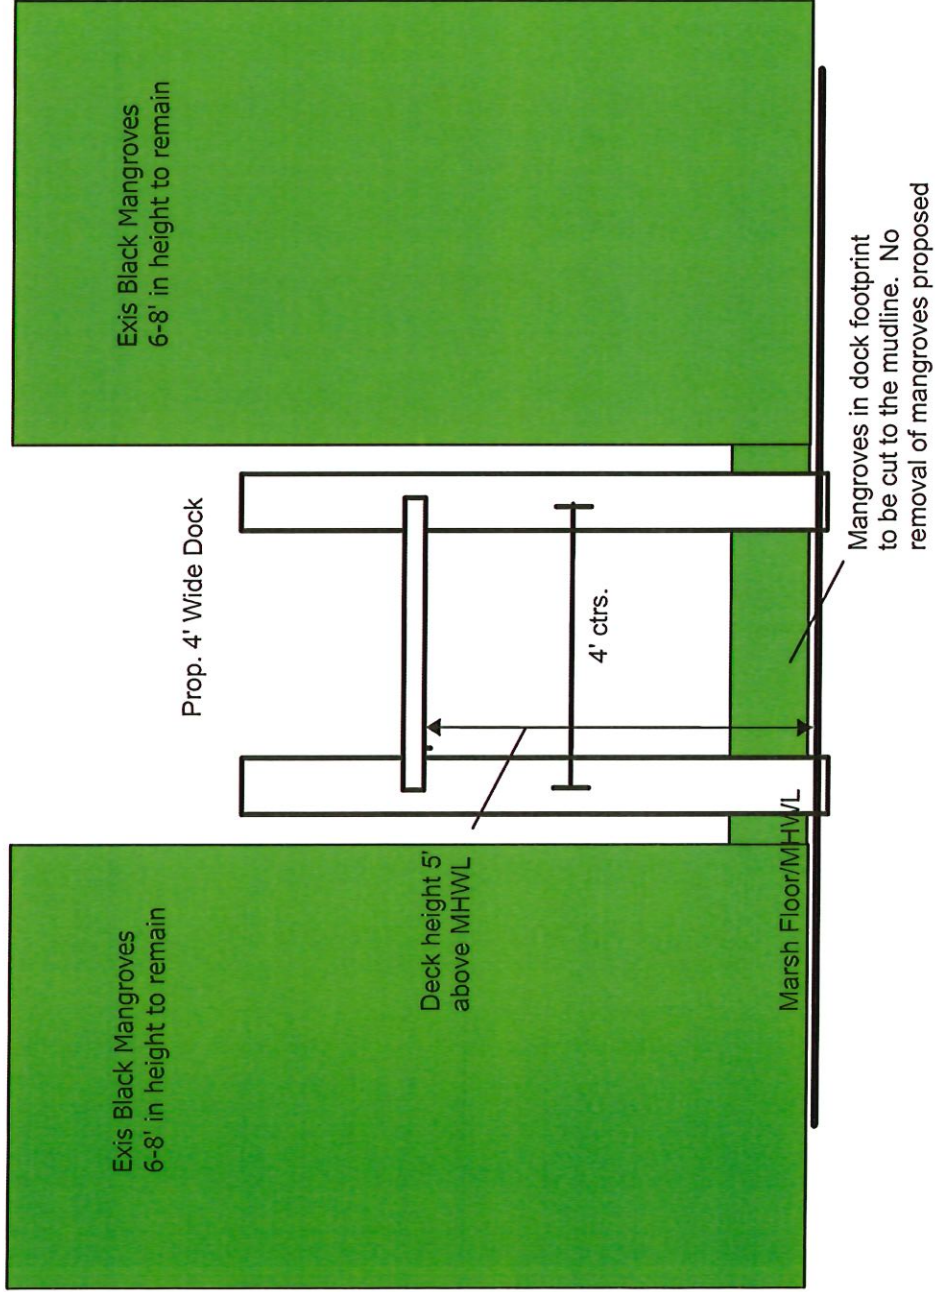 Exis Black Mangroves
6-8' in height to remain
Prop. 4' Wide Dock
Exis Black Mangroves
6-8' in height to remain
Deck height 5'
above MHWL
4' ctrs.
Marsh Floor/MHWL
Mangroves in dock footprint
to be cut to the mudline. No
removal of mangroves proposed